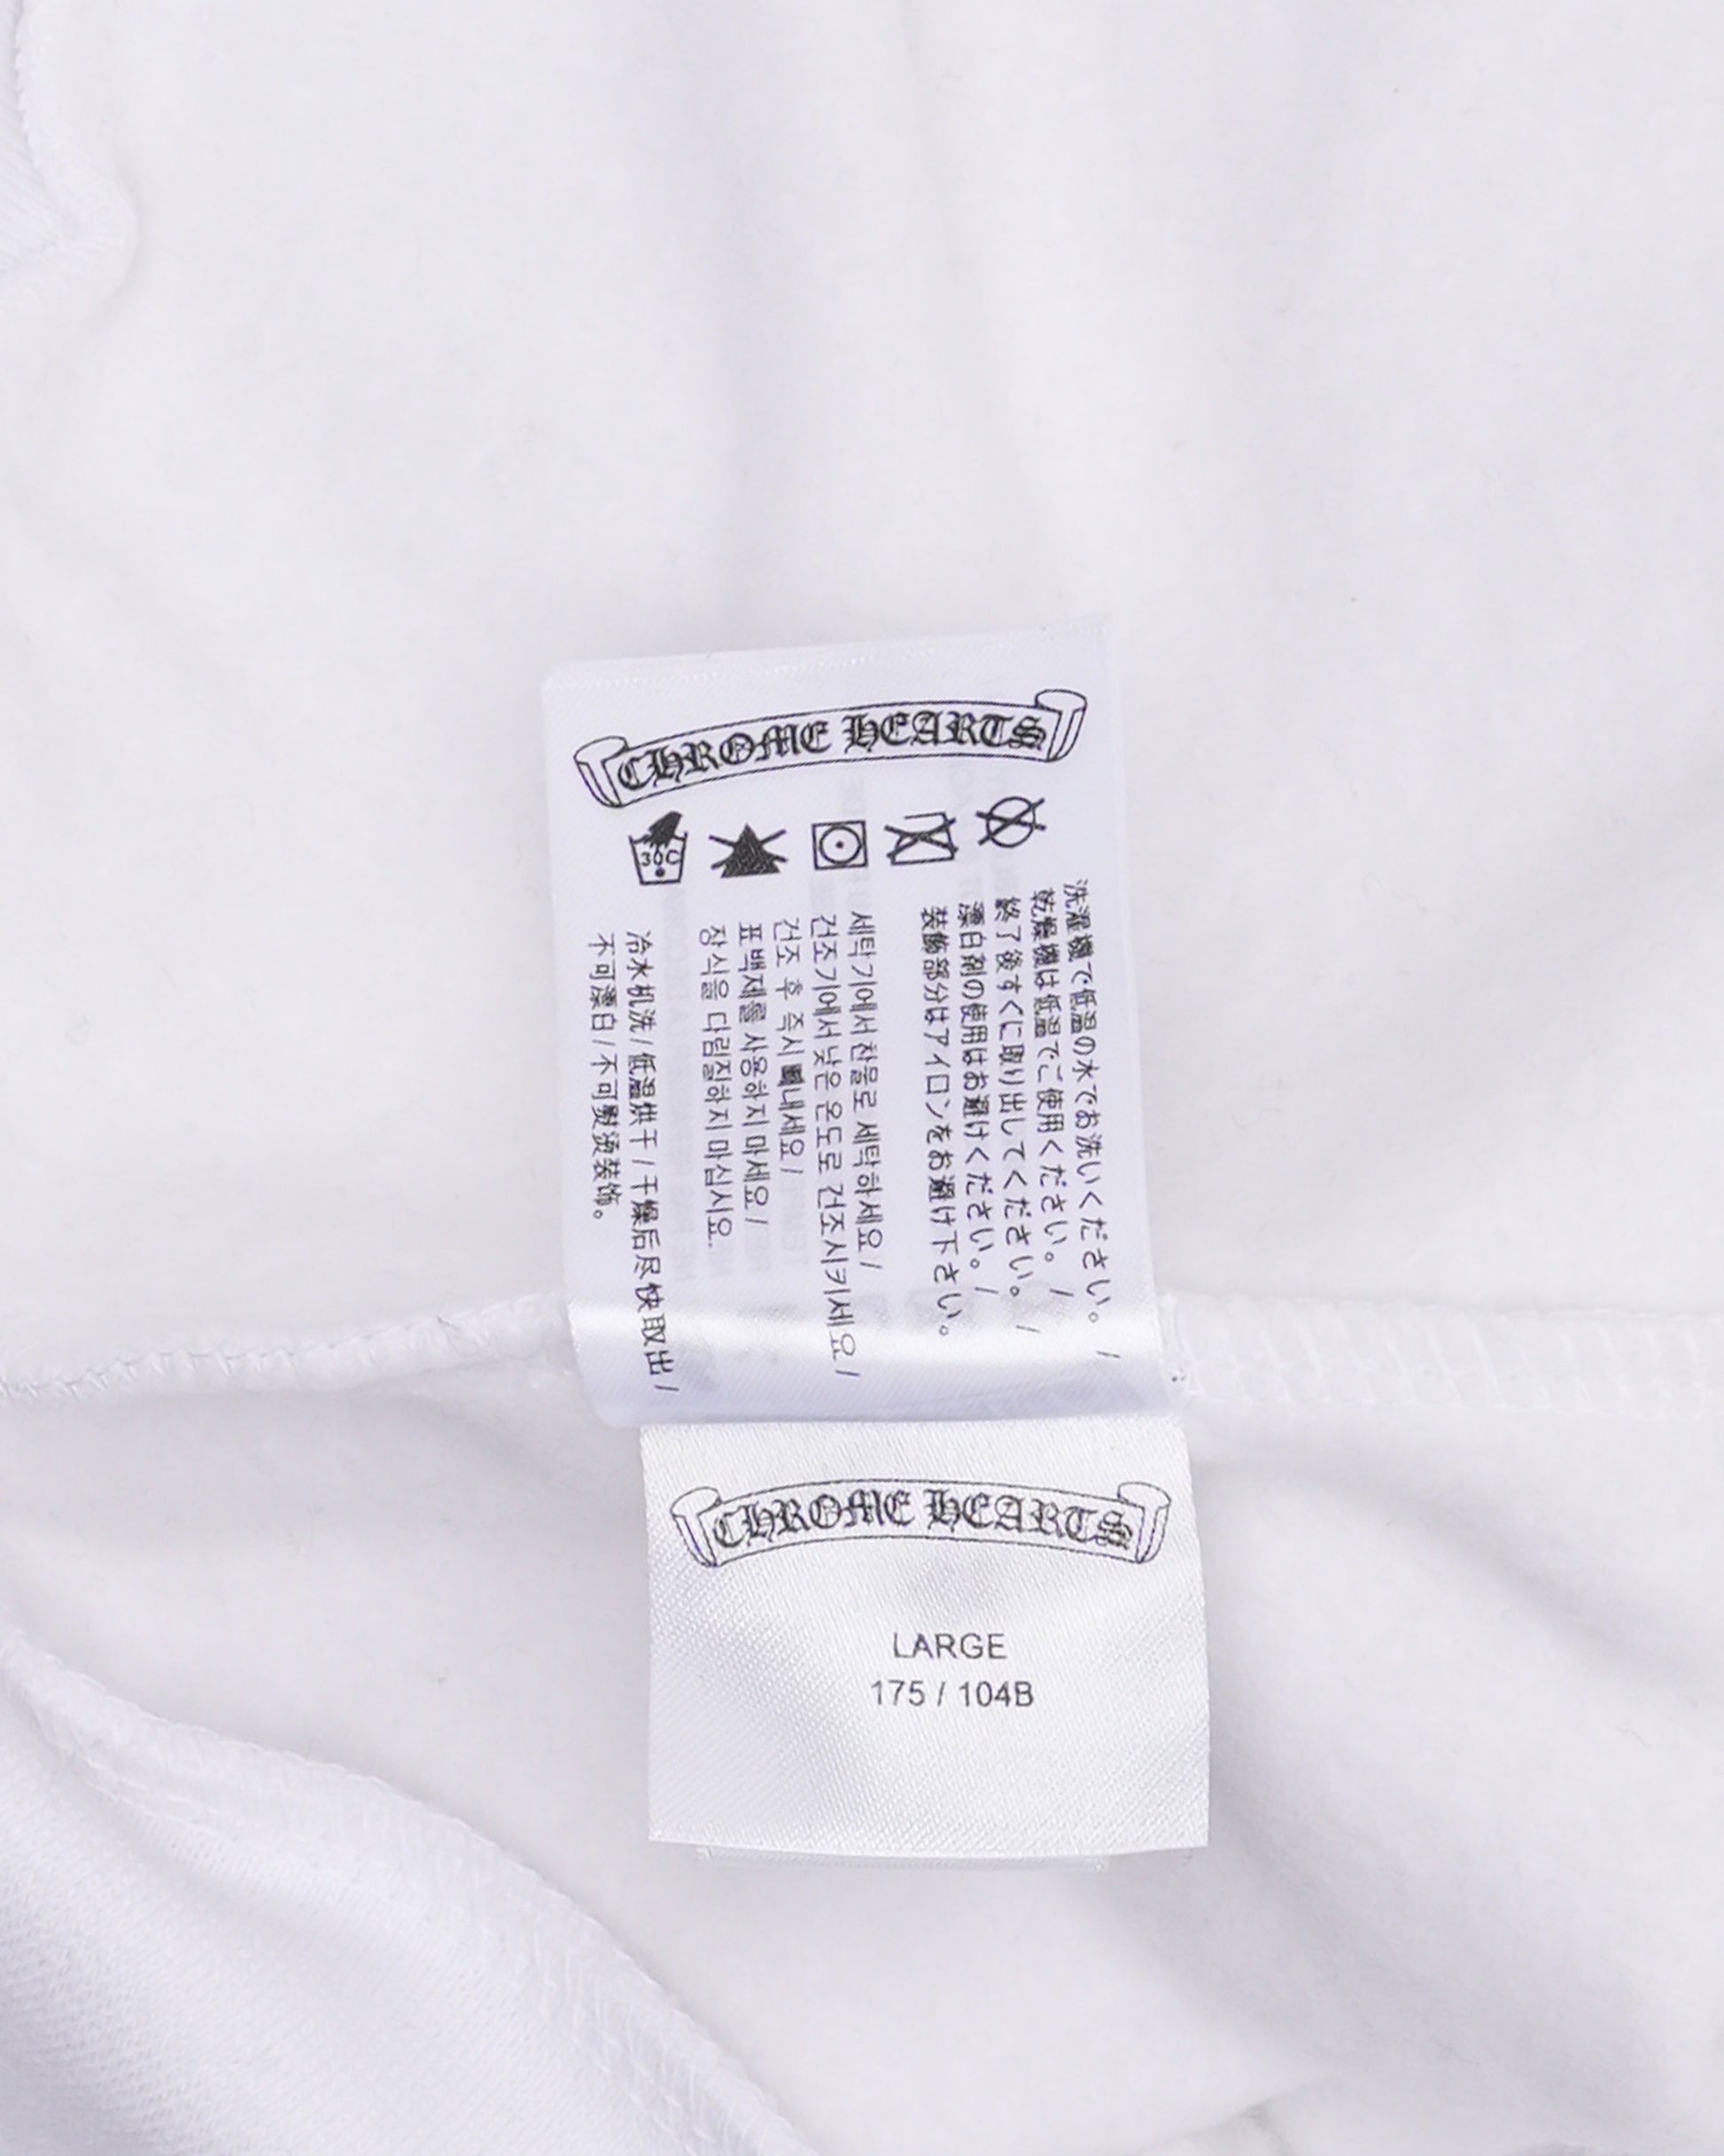 CHROME HEARTS
30C
洗濯機で低温の水でお洗いください。 /
乾燥機は低温でご使用ください。 /
終了後すぐに取り出してください。 /
漂白剤の使用はお避けください。 /
装飾部分はアイロンをお避け下さい。
세탁기에서 찬물로 세탁하세요 /
건조기에서 낮은 온도로 건조시키세요 /
건조 후 즉시 빼내세요 /
표백제를 사용하지 마세요 /
장식을 다림질하지 마십시요.
冷水机洗 / 低温烘干 / 干燥后尽快取出 /
不可漂白 / 不可熨烫装饰。
CHROME HEARTS
LARGE
175 / 104B